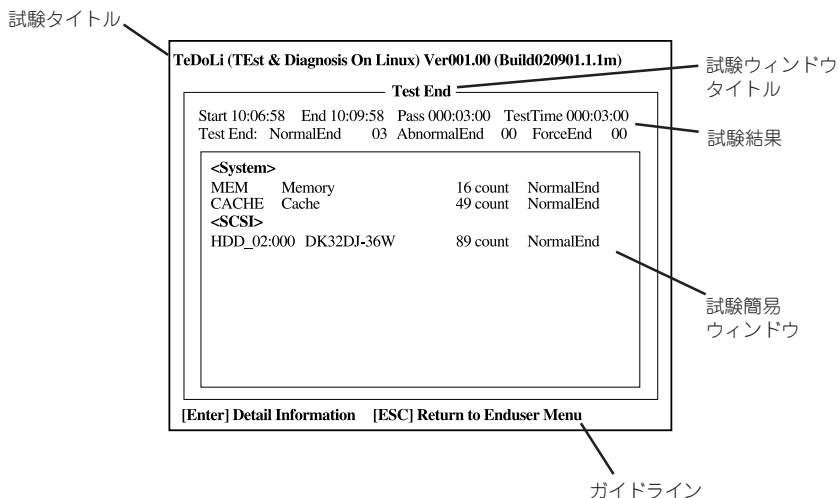 試験タイトル
TeDoLi (TEst & Diagnosis On Linux) Ver001.00 (Build020901.1.1m)
試験ウィンドウ
タイトル
Test End
Start 10:06:58 End 10:09:58 Pass 000:03:00 TestTime 000:03:00
Test End: NormalEnd 03 AbnormalEnd 00 ForceEnd 00
試験結果
<System>
MEM Memory 16 count NormalEnd
CACHE Cache 49 count NormalEnd
<SCSI>
HDD_02:000 DK32DJ-36W 89 count NormalEnd
試験簡易
ウィンドウ
[Enter] Detail Information [ESC] Return to Enduser Menu
ガイドライン